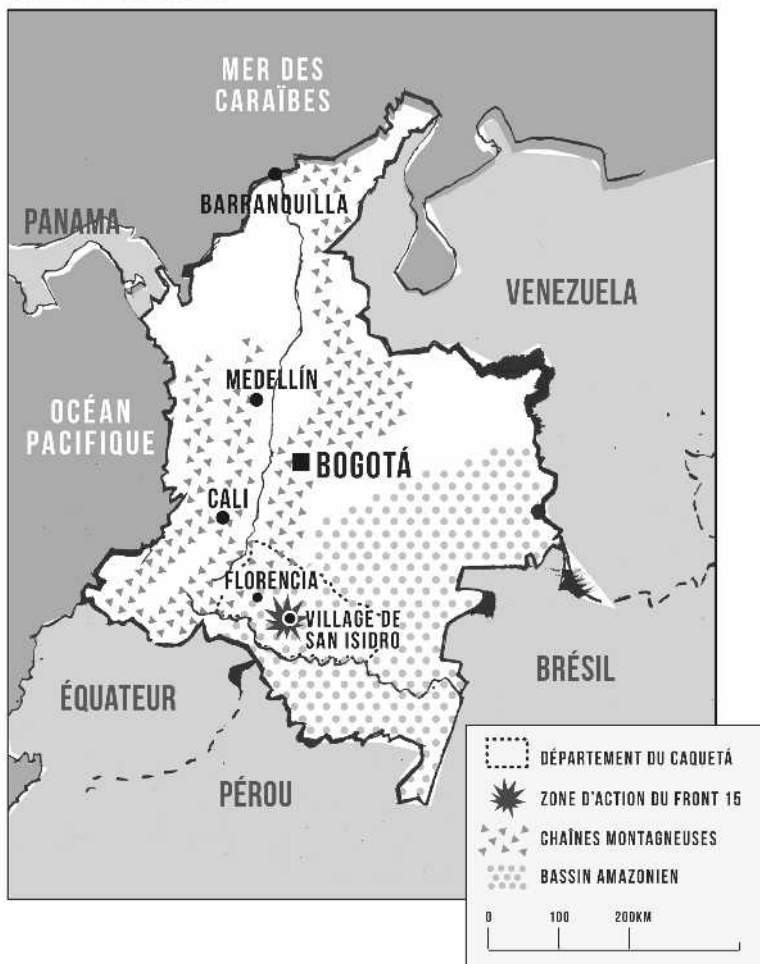 MER DES
CARAÏBES
BARRANQUILLA
PANAMA
VENEZUELA
MEDELLÍN
OCÉAN
PACIFIQUE
BOGOTÁ
CALI
FLORENCIA
VILLAGE DE
SAN ISIDRO
BRÉSIL
ÉQUATEUR
PÉROU
DÉPARTEMENT DU CAQUETÁ
ZONE D'ACTION DU FRONT 15
CHAÎNES MONTAGNEUSES
BASSIN AMAZONIEN
0 100 200KM